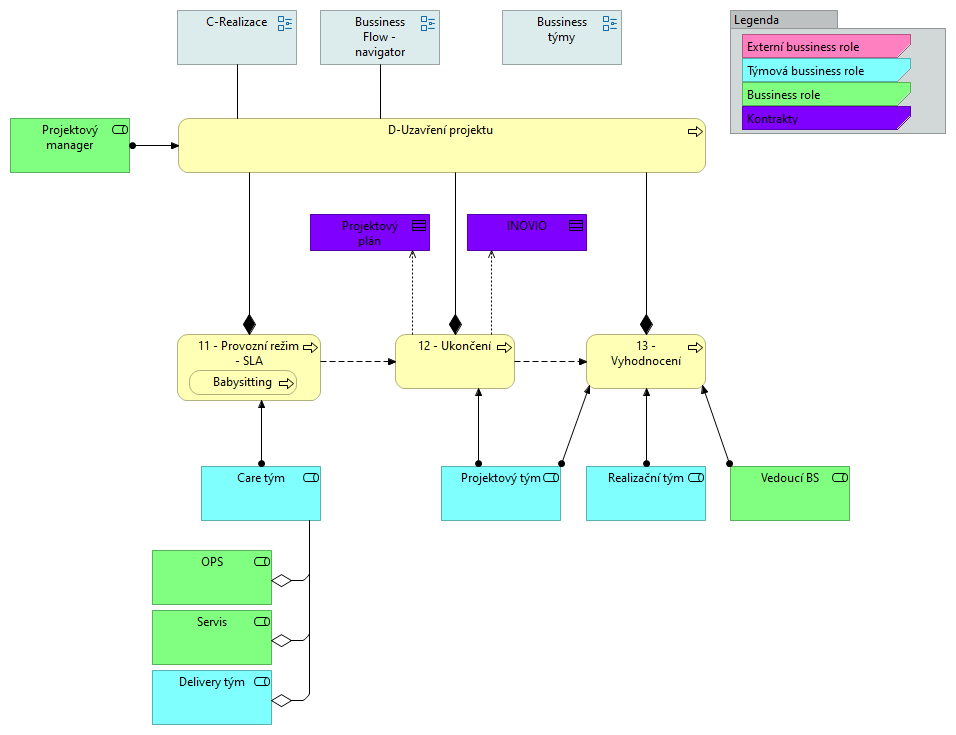 C-Realizace
Bussiness
Flow -
navigator
Bussiness
týmy
Legenda
Externí bussiness role
Týmová bussiness role
Bussiness role
Kontrakty
Projektový
manager
D-Uzavření projektu
Projektový
plán
INOVIO
11 - Provozní režim
- SLA
Babysitting
12 - Ukončení
13 -
Vyhodnocení
Care tým
Projektový tým
Realizační tým
Vedoucí BS
OPS
Servis
Delivery tým